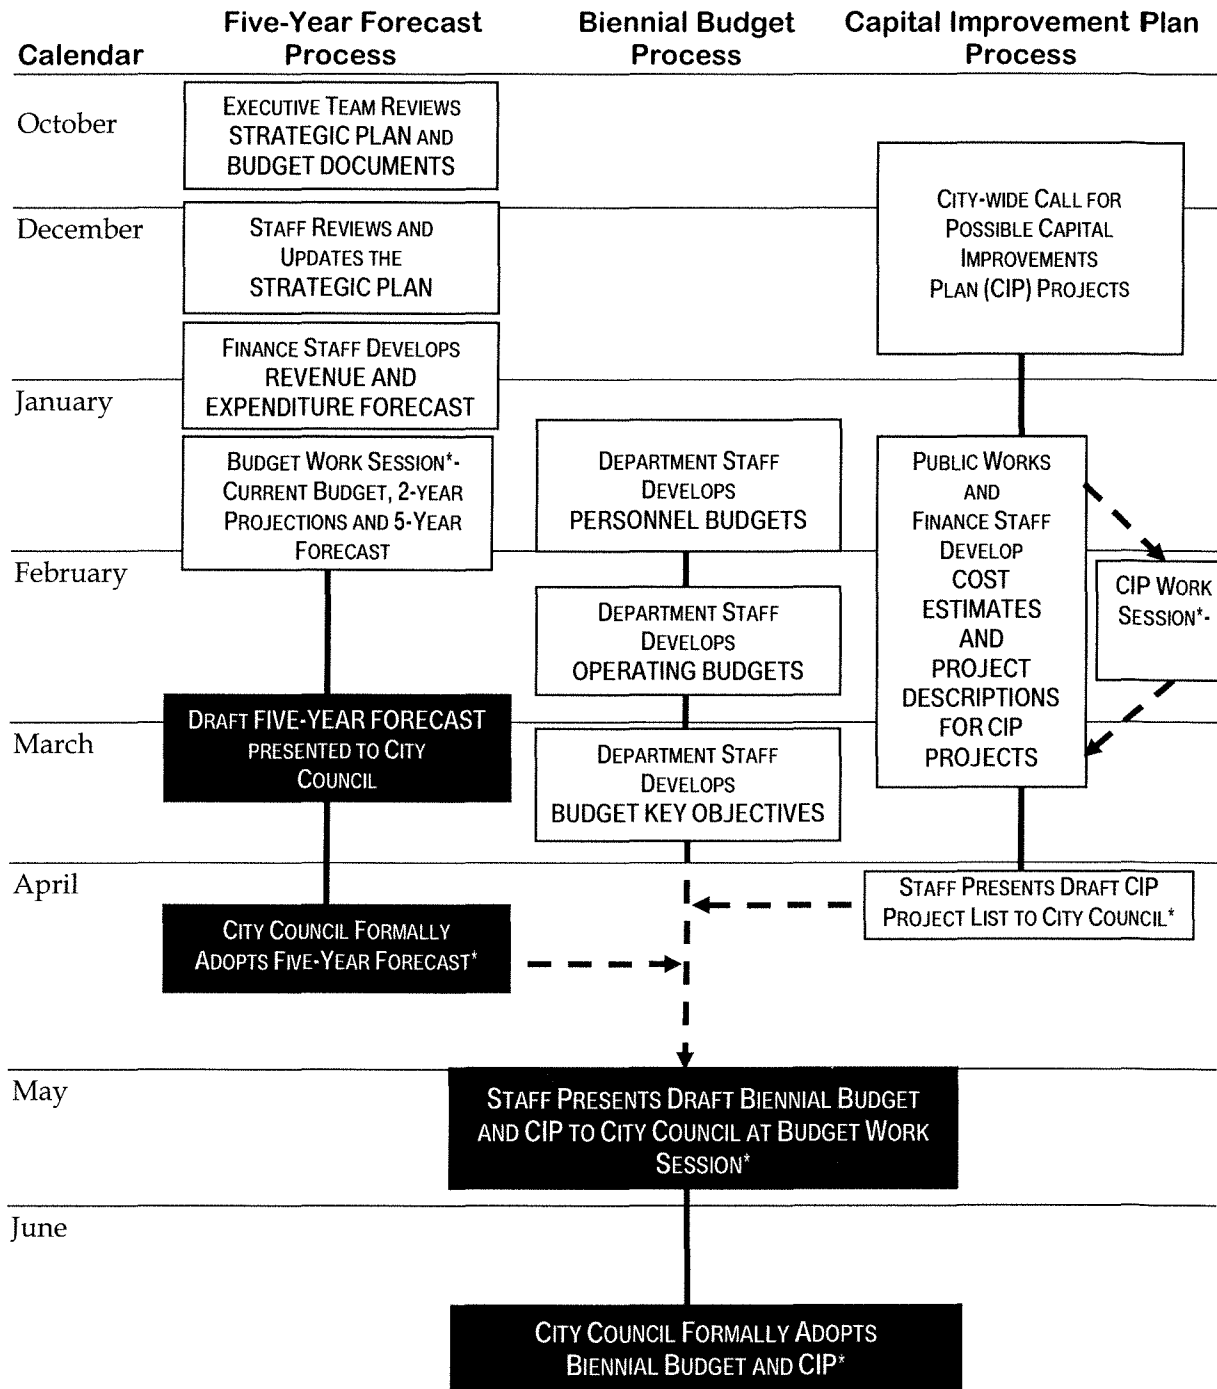 Five-Year Forecast
Process
Biennial Budget
Process
Capital Improvement Plan
Process
Calendar
October
EXECUTIVE TEAM REVIEWS
STRATEGIC PLAN AND
BUDGET DOCUMENTS
CITY-WIDE CALL FOR
POSSIBLE CAPITAL
IMPROVEMENTS
PLAN (CIP) PROJECTS
December
STAFF REVIEWS AND
UPDATES THE
STRATEGIC PLAN
FINANCE STAFF DEVELOPS
REVENUE AND
EXPENDITURE FORECAST
January
BUDGET WORK SESSION*-
CURRENT BUDGET, 2-YEAR
PROJECTIONS AND 5-YEAR
FORECAST
DEPARTMENT STAFF
DEVELOPS
PERSONNEL BUDGETS
PUBLIC WORKS
AND
FINANCE STAFF
DEVELOP
COST
ESTIMATES
AND
PROJECT
DESCRIPTIONS
FOR CIP
PROJECTS
February
CIP WORK
SESSION*-
DEPARTMENT STAFF
DEVELOPS
OPERATING BUDGETS
March
DRAFT FIVE-YEAR FORECAST
PRESENTED TO CITY
COUNCIL
DEPARTMENT STAFF
DEVELOPS
BUDGET KEY OBJECTIVES
April
STAFF PRESENTS DRAFT CIP
PROJECT LIST TO CITY COUNCIL*
CITY COUNCIL FORMALLY
ADOPTS FIVE-YEAR FORECAST*
May
STAFF PRESENTS DRAFT BIENNIAL BUDGET
AND CIP TO CITY COUNCIL AT BUDGET WORK
SESSION*
June
CITY COUNCIL FORMALLY ADOPTS
BIENNIAL BUDGET AND CIP*